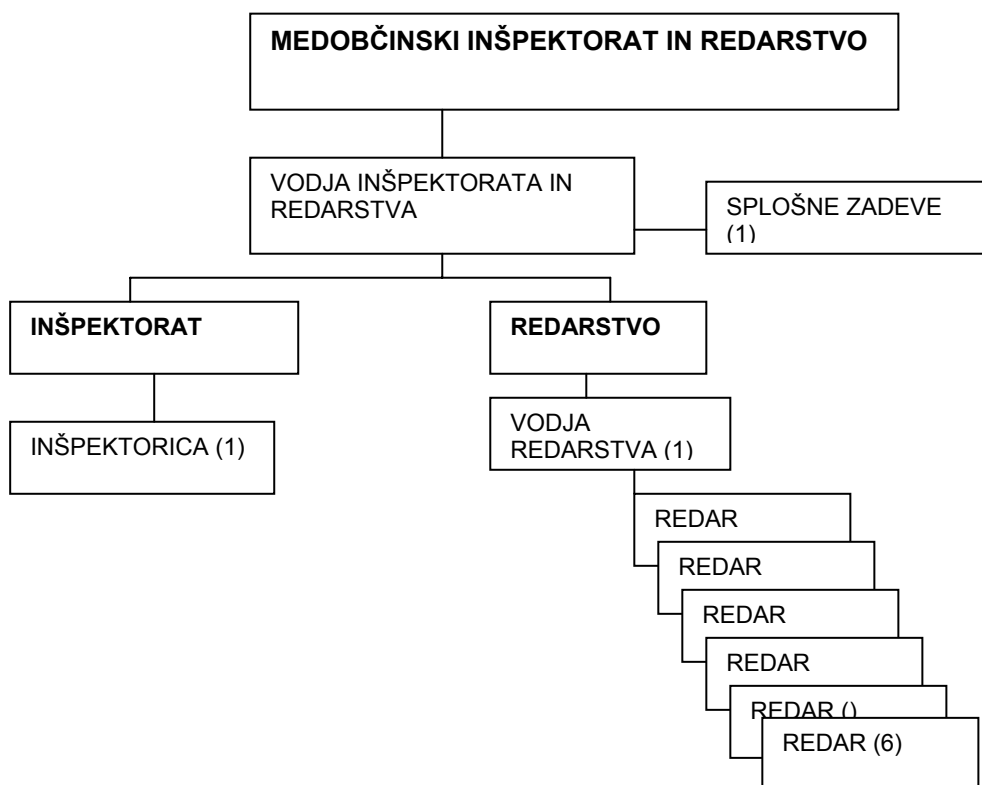 MEDOBČINSKI INŠPEKTORAT IN REDARSTVO
VODJA INŠPEKTORATA IN
REDARSTVA
SPLOŠNE ZADEVE
(1)
INŠPEKTORAT
REDARSTVO
INŠPEKTORICA (1)
VODJA
REDARSTVA (1)
REDAR
REDAR
REDAR
REDAR
REDAR ()
REDAR (6)